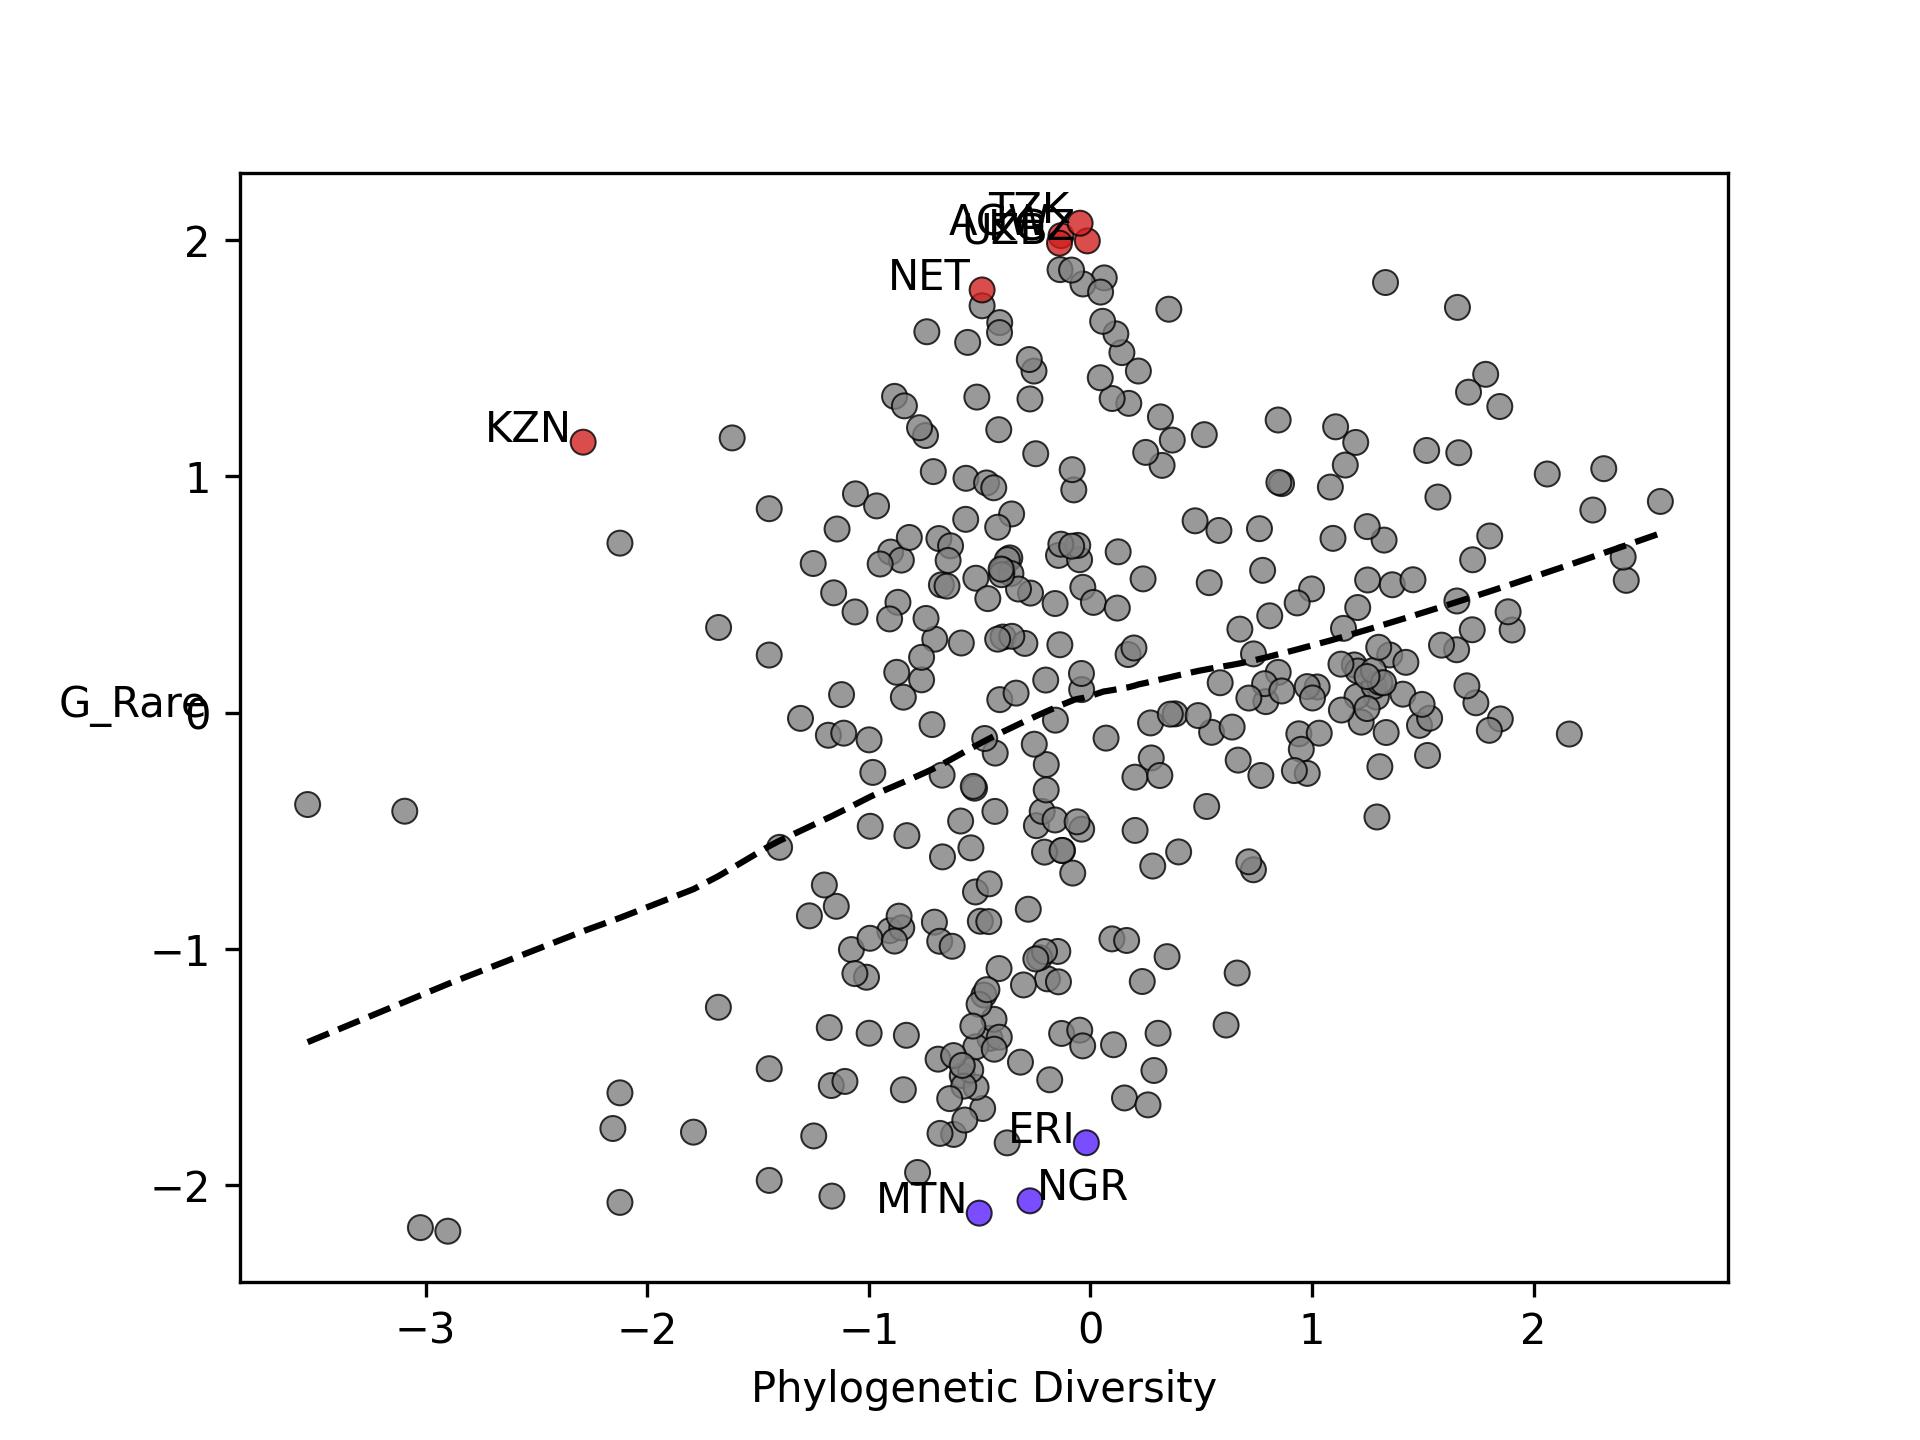 TZK
NET
KZN
ERI
NGR
MTN
G_Rare
2
1
0
−1
−2
−3
−2
−1
0
1
2
Phylogenetic Diversity